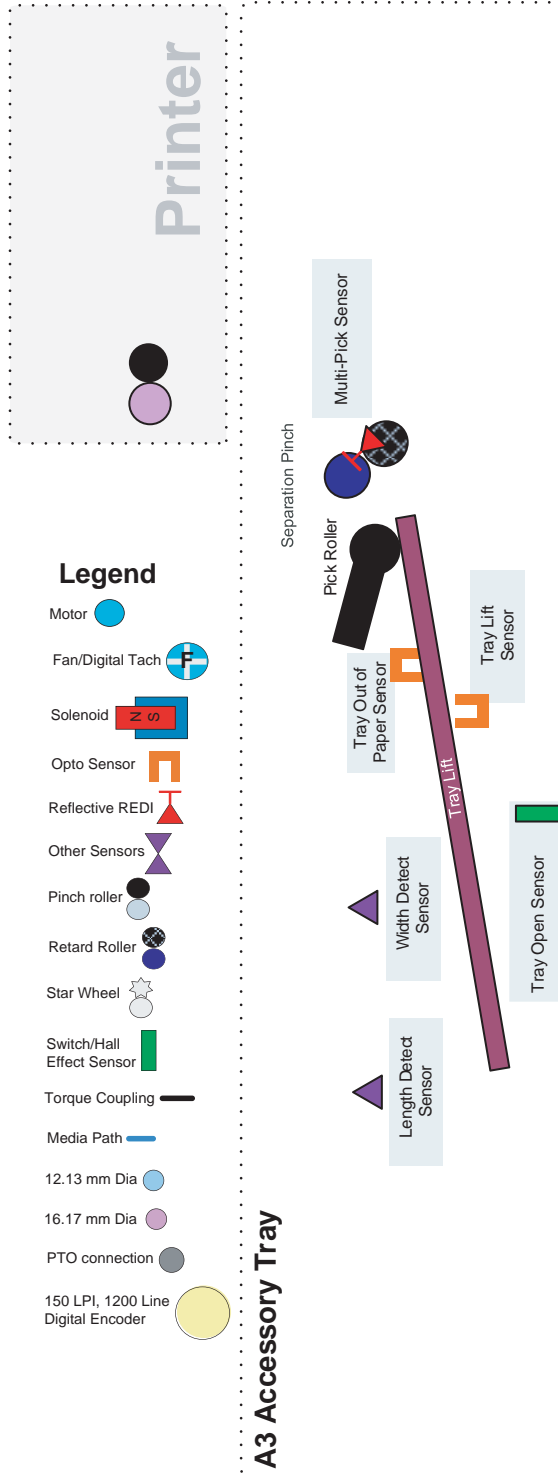 Printer
Multi-Pick Sensor
Separation Pinch
Pick Roller
Legend
Motor
Fan/Digital Tach
F
Solenoid
N
S
Opto Sensor
Reflective REDI
Other Sensors
Pinch roller
Retard Roller
Star Wheel
Switch/Hall
Effect Sensor
Torque Coupling
Media Path
12.13 mm Dia
16.17 mm Dia
PTO connection
150 LPI, 1200 Line
Digital Encoder
Tray Out of
Paper Sensor
Tray Lift
Sensor
Tray Lift
Width Detect
Sensor
Tray Open Sensor
Length Detect
Sensor
A3 Accessory Tray